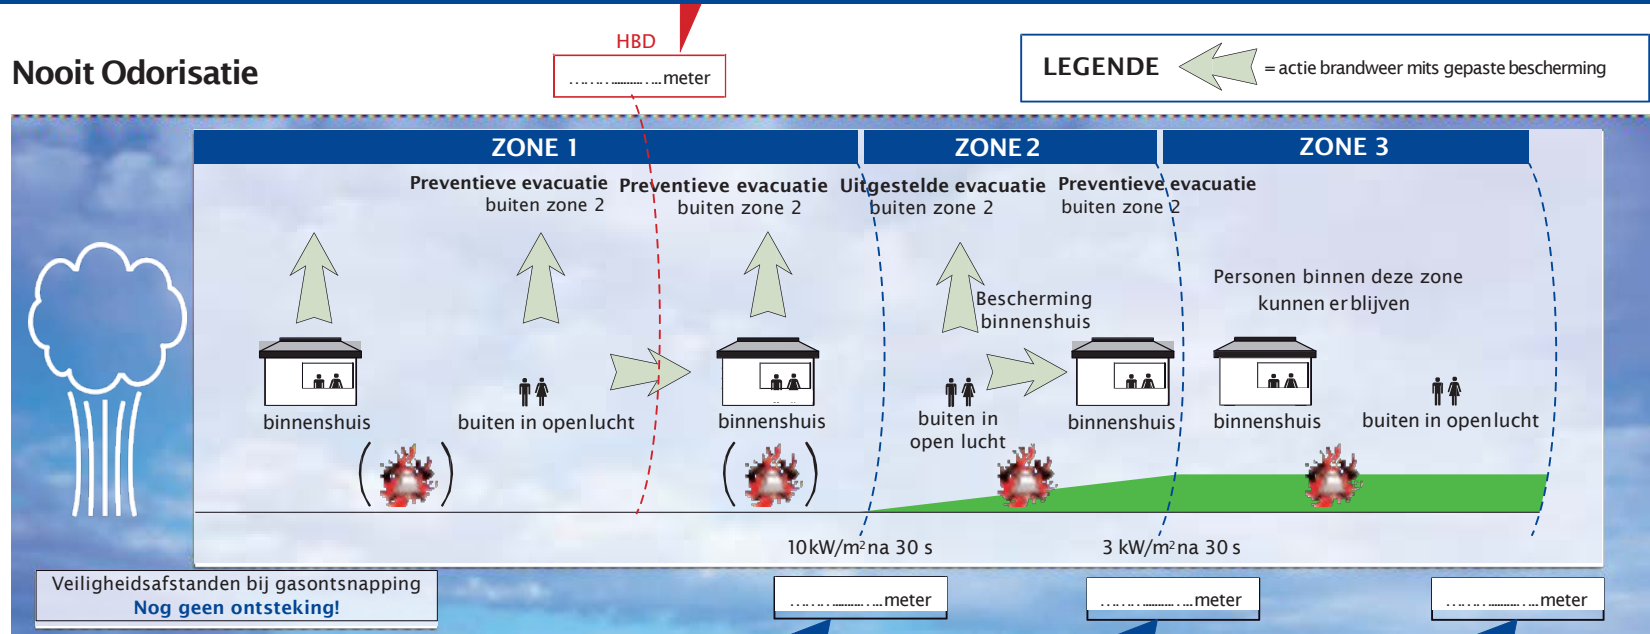 HBD
……….........…...meter
Nooit Odorisatie
LEGENDE = actie brandweer mits gepaste bescherming
ZONE 1
ZONE 2
ZONE 3
Preventieve evacuatie
buiten zone 2
Preventieve evacuatie
buiten zone 2
Uitgestelde evacuatie
buiten zone 2
Preventieve evacuatie
buiten zone 2
Personen binnen deze zone
kunnen er blijven
Bescherming
binnenshuis
binnenshuis
buiten in open lucht
binnenshuis
buiten in
open lucht
binnenshuis
binnenshuis
buiten in open lucht
10 kW/m² na 30 s
3 kW/m² na 30 s
Veiligheidsafstanden bij gasontsnapping
Nog geen ontsteking!
……….........…...meter
……….........…...meter
……….........…...meter